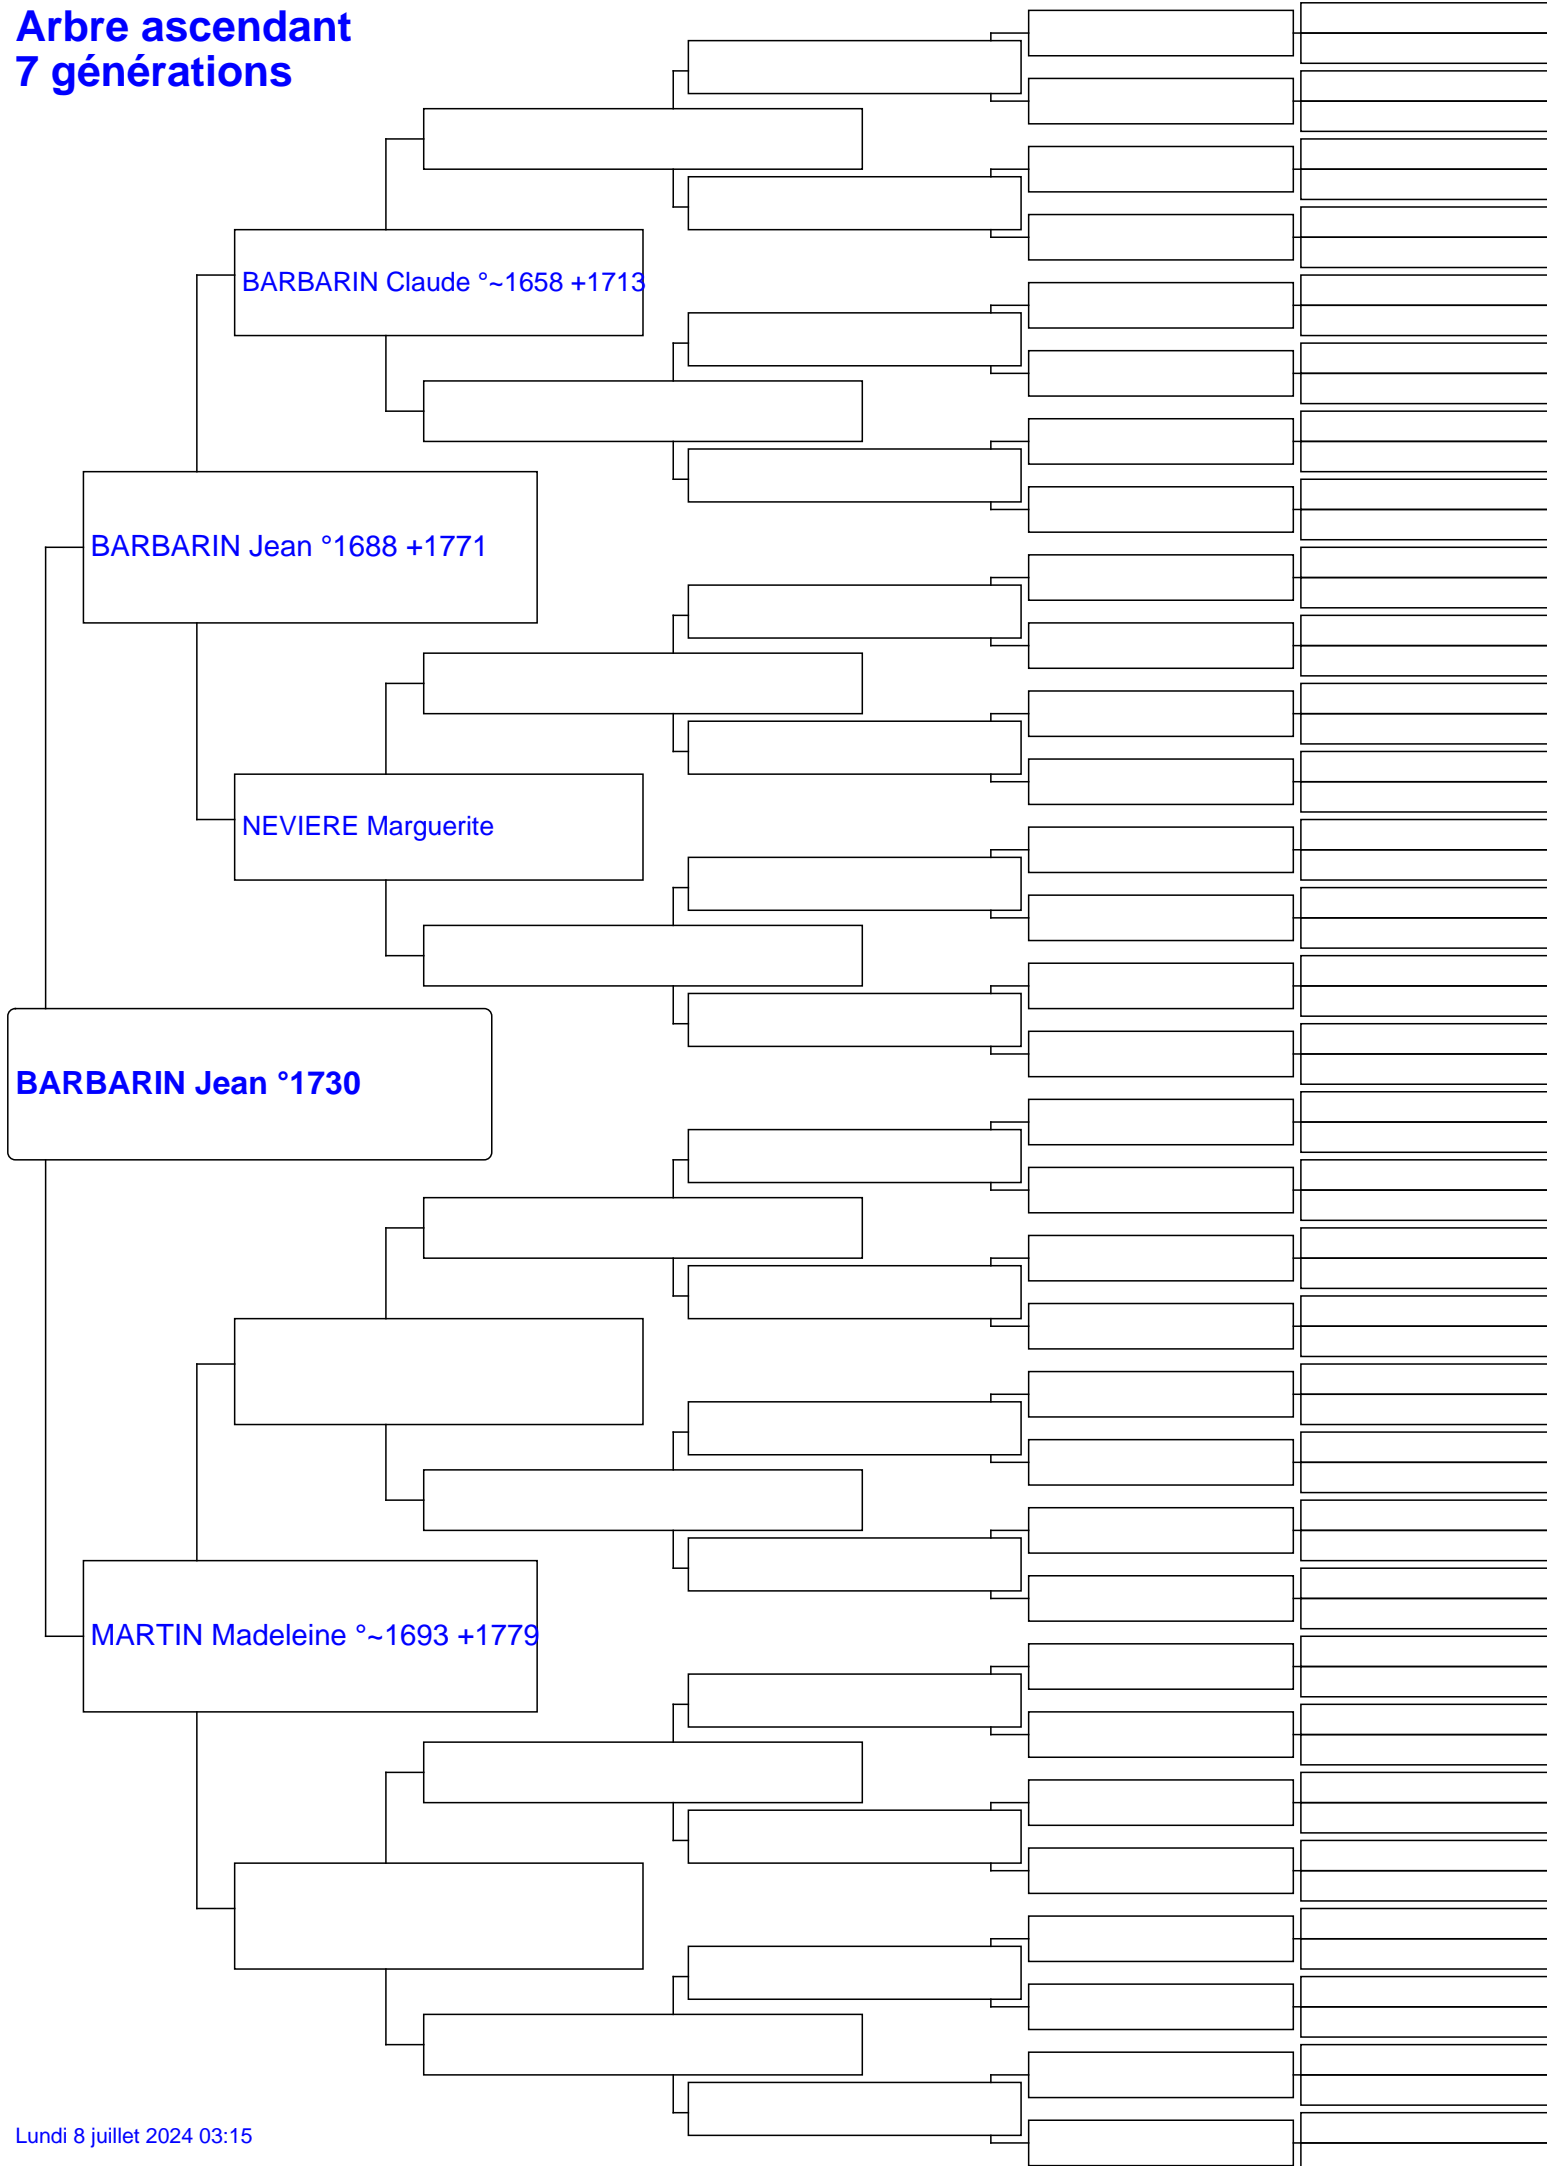 Arbre ascendant
7 générations
BARBARIN Claude °~1658 +1713
BARBARIN Jean °1688 +1771
NEVIERE Marguerite
BARBARIN Jean °1730
MARTIN Madeleine °~1693 +1779
Lundi 8 juillet 2024 03:15